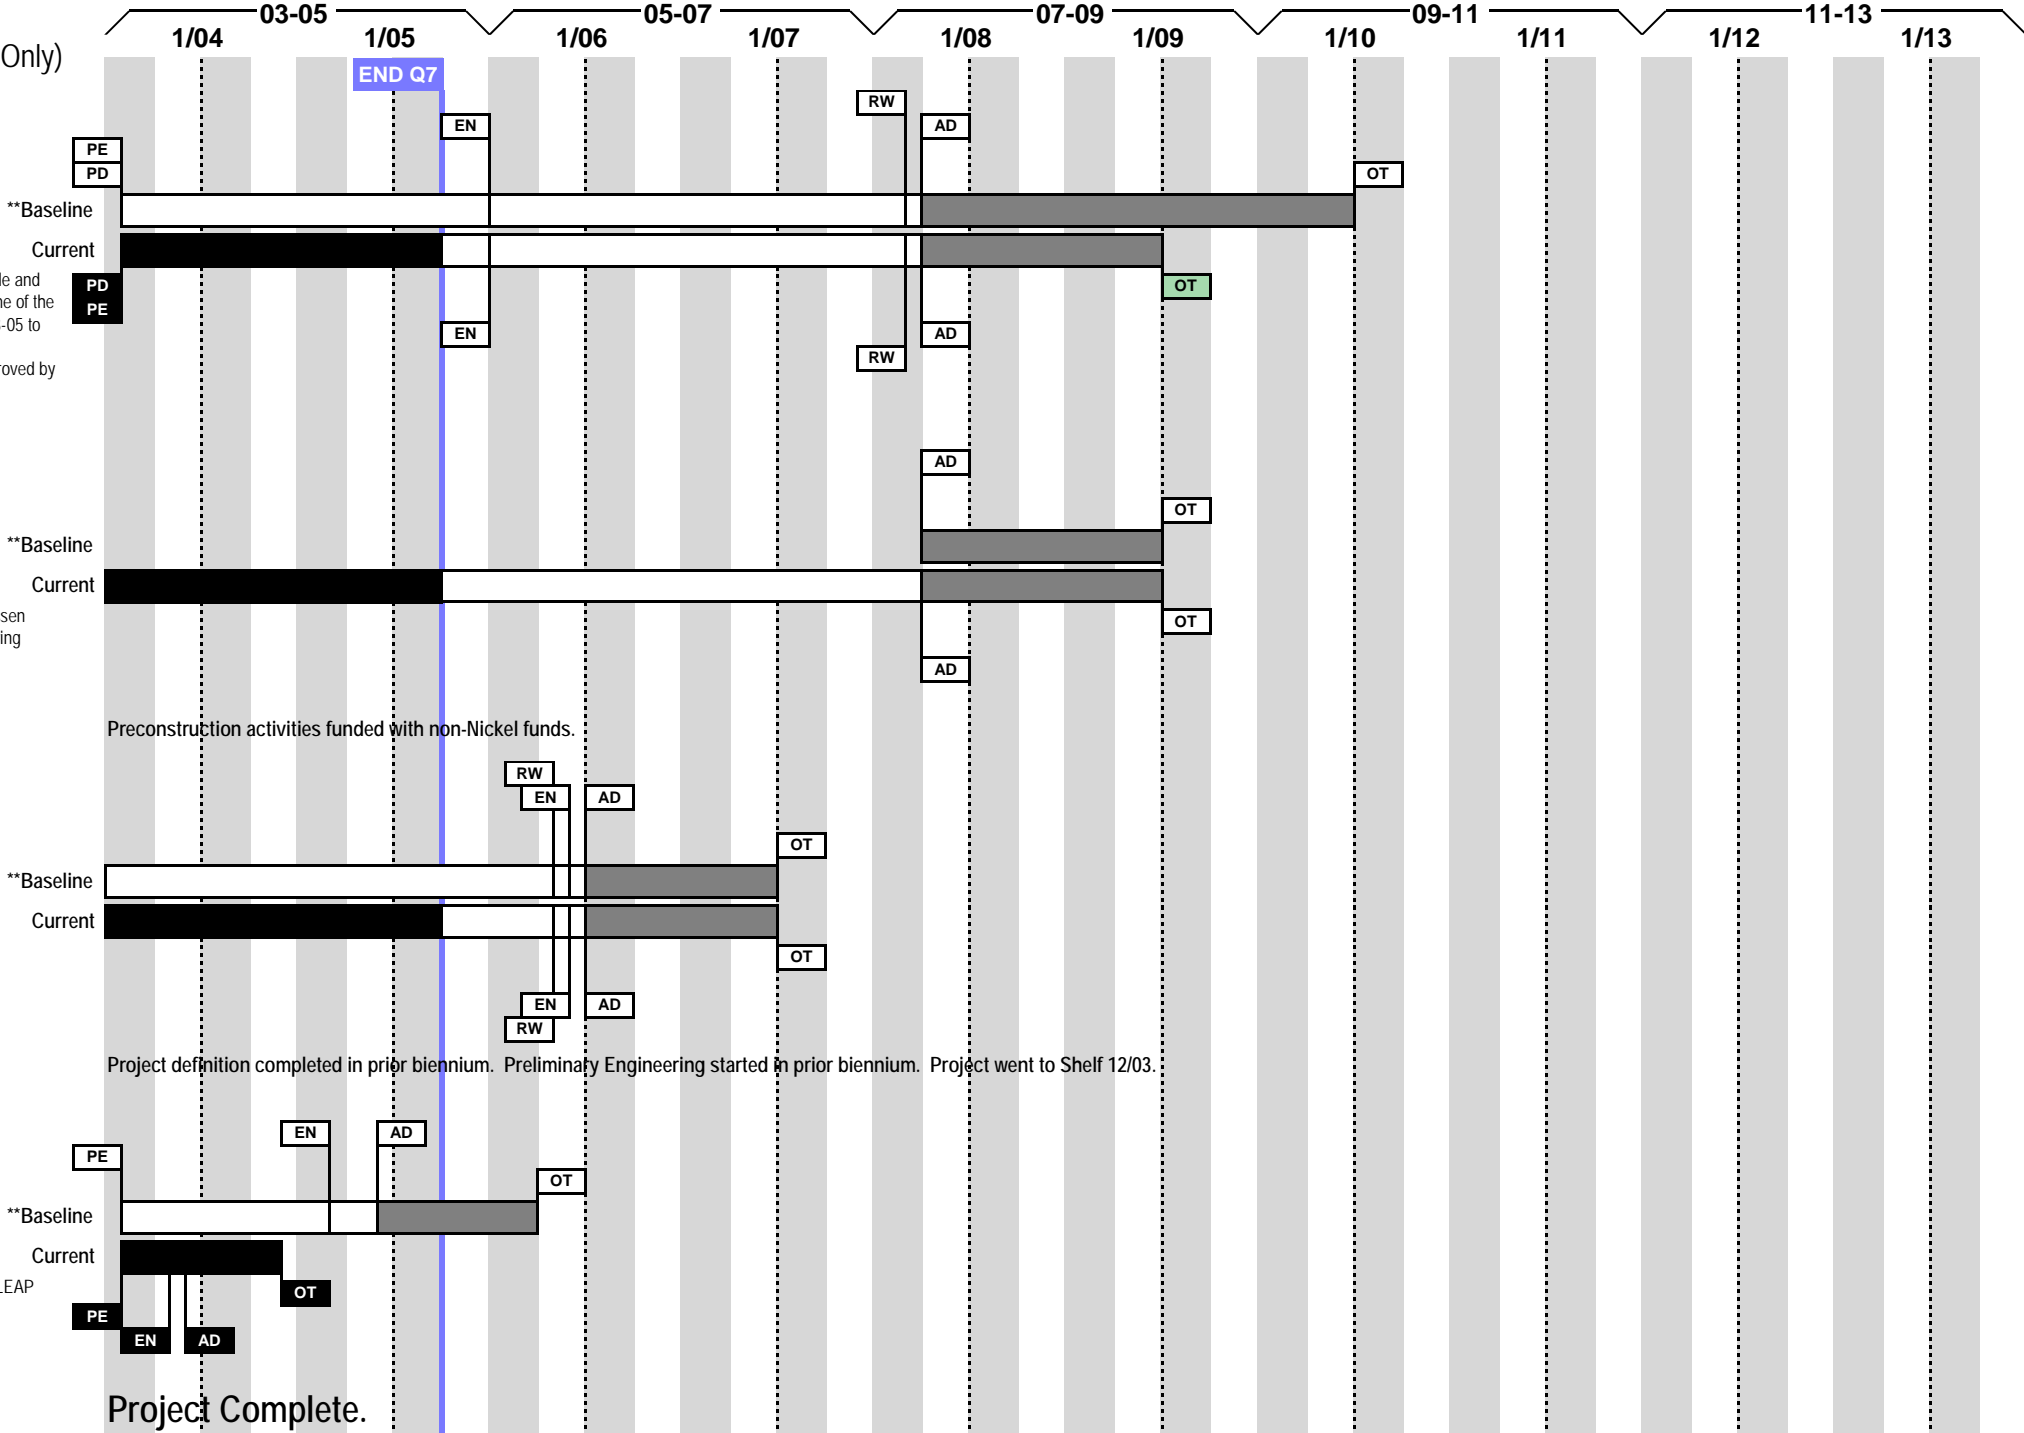 03-05 05-07 07-09 09-11 11-13
1/04 1/05 1/06 1/07 1/08 1/09 1/10 1/11 1/12 1/13
Only)
END Q7
RW
EN AD
PE
PD OT
**Baseline
Current
PD OT
PE
ne of the
-05 to
EN AD
RW
roved by
AD
OT
**Baseline
Current
sen
OT
ing
AD
Preconstruction activities funded with non-Nickel funds.
RW
EN AD
OT
**Baseline
Current
OT
EN AD
RW
Project definition completed in prior biennium. Preliminary Engineering started in prior biennium. Project went to Shelf 12/03.
EN AD
PE
OT
**Baseline
Current
LEAP
OT
PE
EN AD
Project Complete.